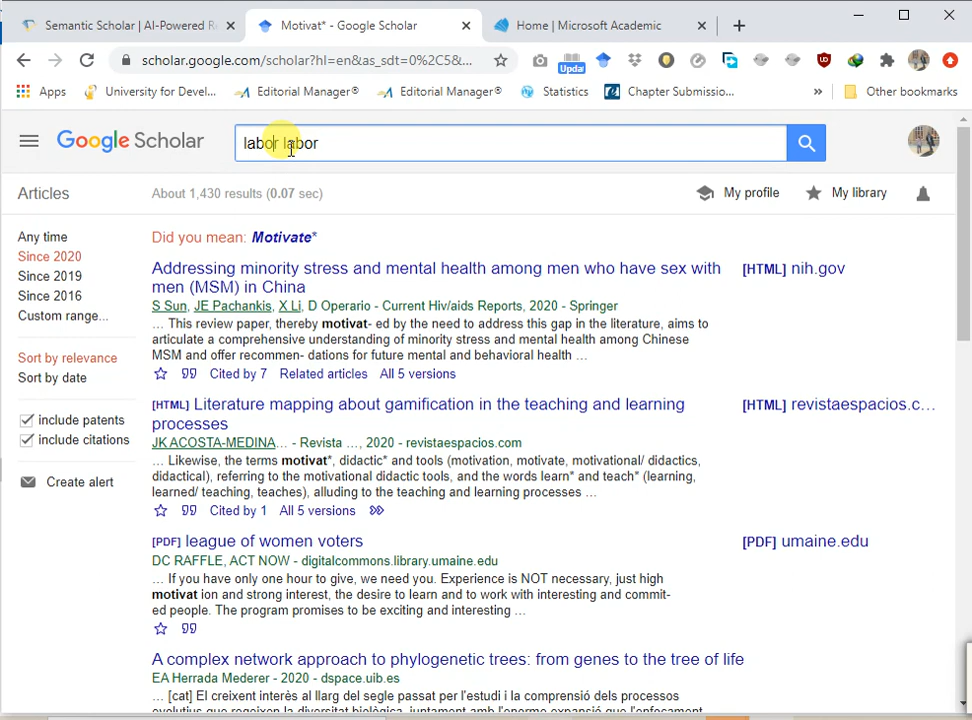 Semantic Scholar | AI-Powered R
Motivat* - Google Scholar
Home | Microsoft Academic
scholar.google.com/scholar?hl=en&as_sdt=0%2C5&...
Updat
Apps
University for Devel...
Editorial Manager®
Editorial Manager®
Statistics
Chapter Submissio...
»
Other bookmarks
Google Scholar
labor labor
Articles
About 1,430 results (0.07 sec)
My profile
My library
Any time
Since 2020
Since 2019
Since 2016
Custom range...
Sort by relevance
Sort by date
include patents
include citations
Create alert
Did you mean: Motivate*
Addressing minority stress and mental health among men who have sex with
men (MSM) in China
[HTML] nih.gov
S Sun, JE Pachankis, X Li, D Operario - Current Hiv/aids Reports, 2020 - Springer
... This review paper, thereby motivat- ed by the need to address this gap in the literature, aims to
articulate a comprehensive understanding of minority stress and mental health among Chinese
MSM and offer recommen- dations for future mental and behavioral health ...
Cited by 7 Related articles All 5 versions
[HTML] Literature mapping about gamification in the teaching and learning
processes
[HTML] revistaespacios.c...
JK ACOSTA-MEDINA... - Revista ..., 2020 - revistaespacios.com
... Likewise, the terms motivat*, didactic* and tools (motivation, motivate, motivational/ didactics,
didactical), referring to the motivational didactic tools, and the words learn* and teach* (learning,
learned/ teaching, teaches), alluding to the teaching and learning processes ...
Cited by 1 All 5 versions
[PDF] league of women voters
[PDF] umaine.edu
DC RAFFLE, ACT NOW - digitalcommons.library.umaine.edu
... If you have only one hour to give, we need you. Experience is NOT necessary, just high
motivat ion and strong interest, the desire to learn and to work with interesting and commit-
ed people. The program promises to be exciting and interesting ...
A complex network approach to phylogenetic trees: from genes to the tree of life
EA Herrada Mederer - 2020 - dspace.uib.es
... [cat] El creixent interès al llarg del segle passat per l'estudi i la comprensió dels processos
evolutius que regeixen la diversitat biològica, juntament amb l'enorme expansió que l'enfocament